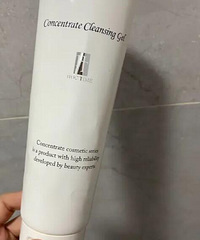 Concentrate Cleansing Gel
Concentrate cosmetic series
is a product with high reliability
developed by beauty experts